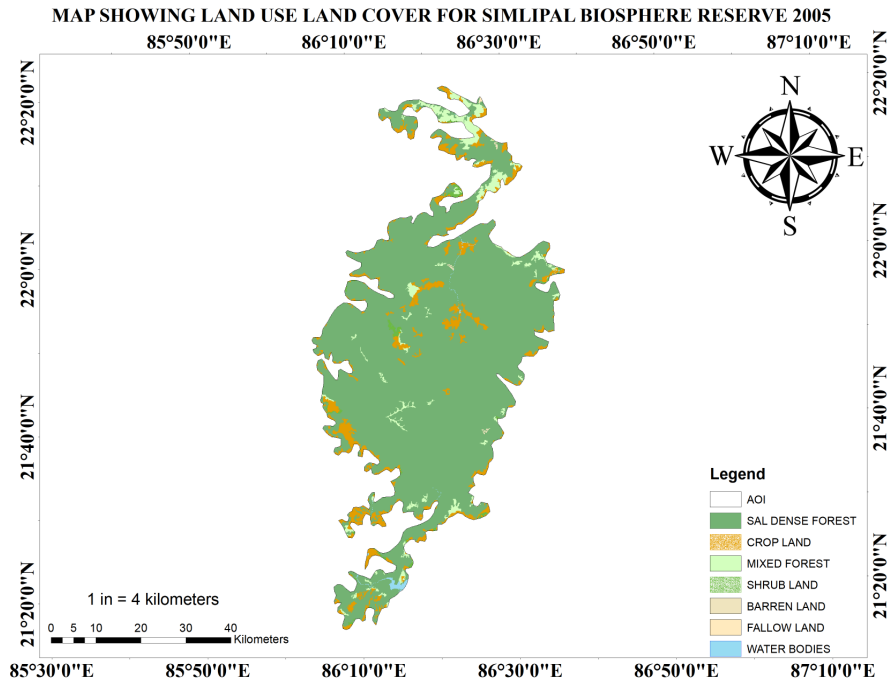 MAP SHOWING LAND USE LAND COVER FOR SIMLIPAL BIOSPHERE RESERVE 2005
85°50'0"E 86°10'0"E 86°30'0"E 86°50'0"E 87°10'0"E
22°20'0"N 22°20'0"N
N
W E
S
22°0'0"N 22°0'0"N
21°40'0"N 21°40'0"N
Legend
AOI
SAL DENSE FOREST
CROP LAND
MIXED FOREST
SHRUB LAND
BARREN LAND
FALLOW LAND
WATER BODIES
21°20'0"N 21°20'0"N
1 in = 4 kilometers
0 5 10 20 30 40
Kilometers
85°30'0"E 85°50'0"E 86°10'0"E 86°30'0"E 86°50'0"E 87°10'0"E